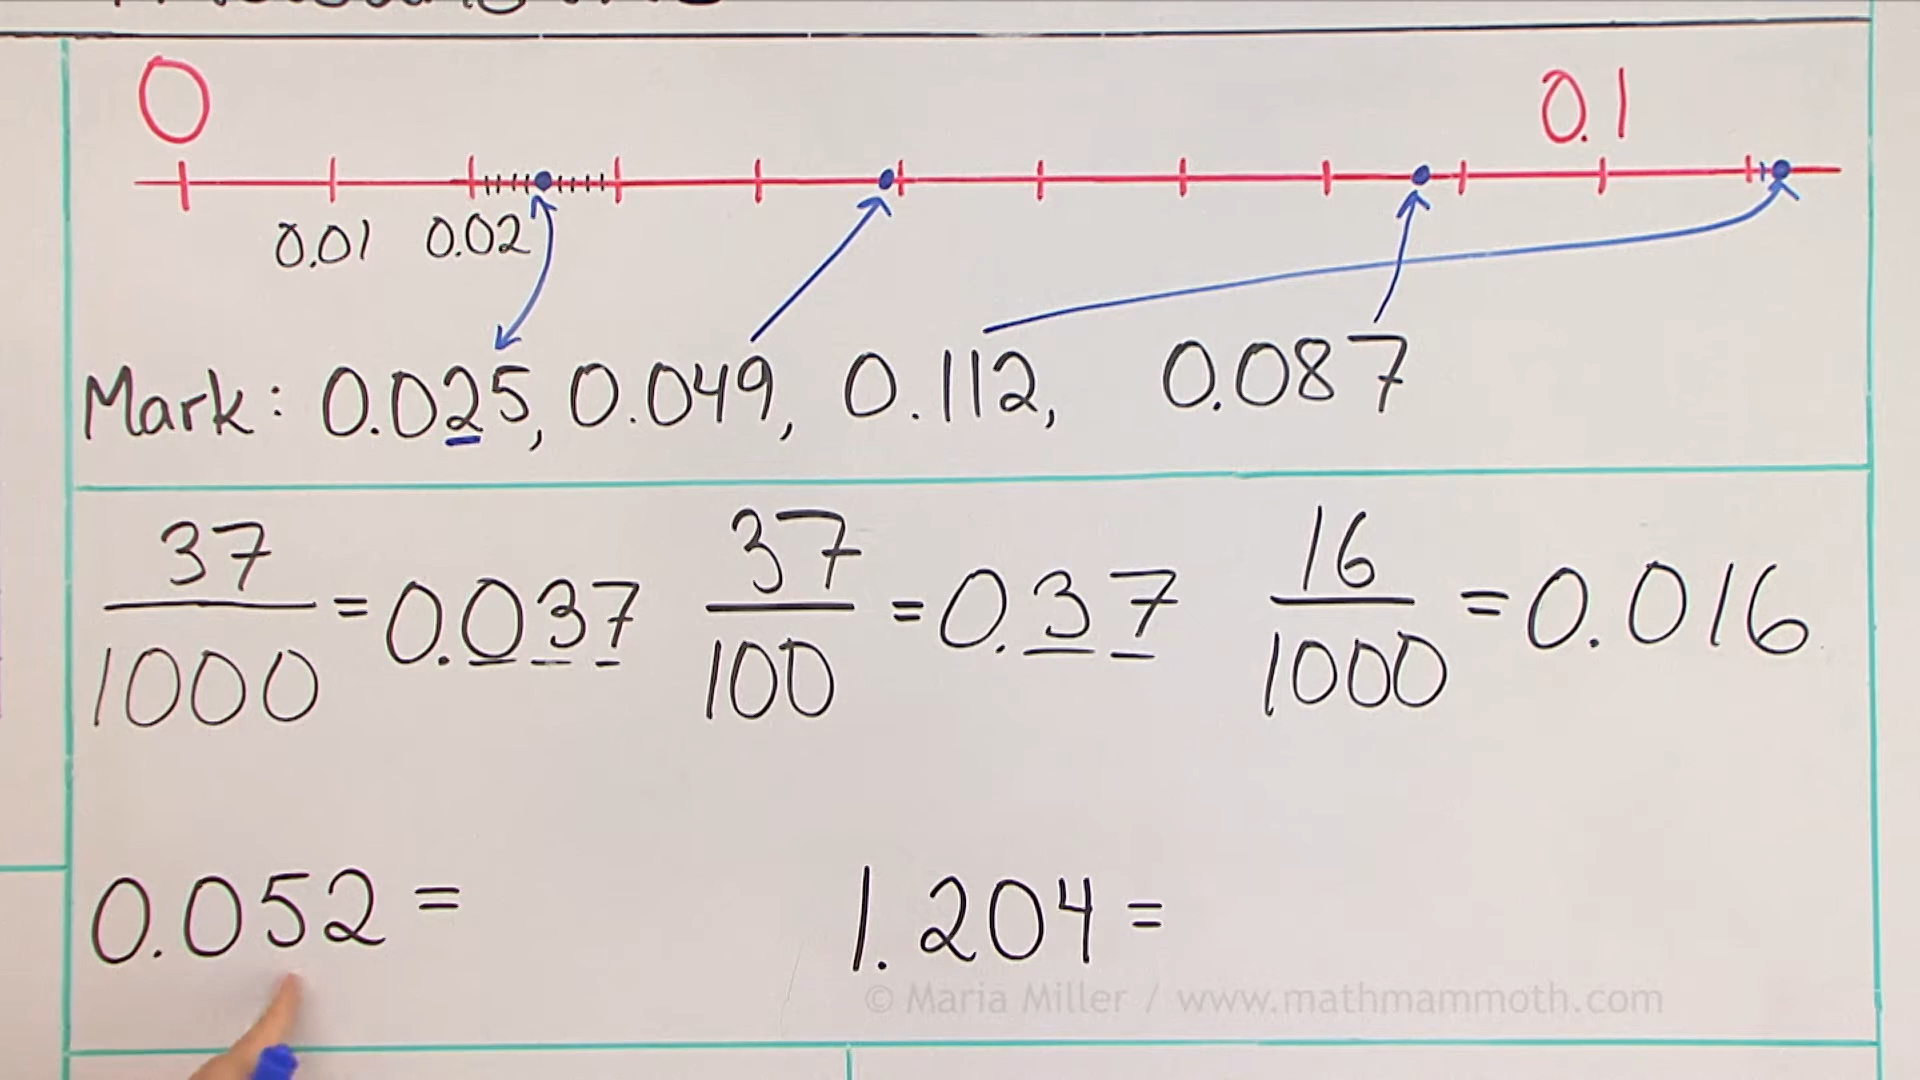 0 0.1
0.01 0.02
Mark: 0.025, 0.049, 0.112, 0.087
37/1000 = 0.037 37/100 = 0.37 16/1000 = 0.016
0.052 = 1.204 =
© Maria Miller / www.mathmammoth.com